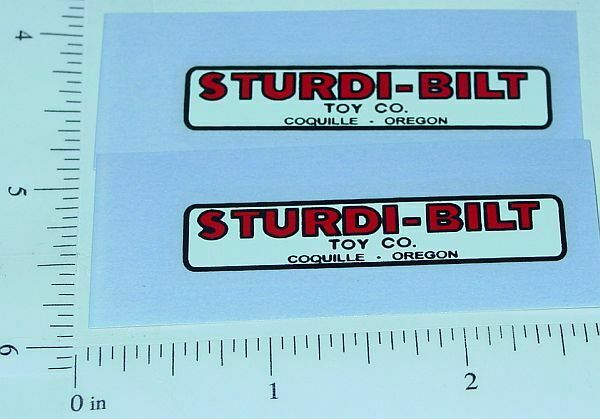 4
STURDI-BILT
TOY CO.
COQUILLE - OREGON
5
STURDI-BILT
TOY CO.
COQUILLE - OREGON
6
0 in 1 2